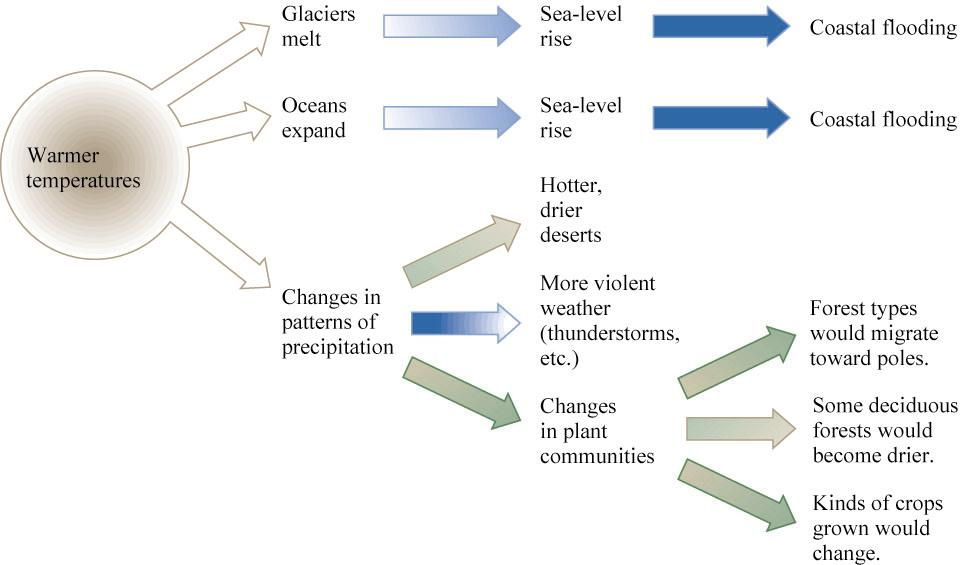 Glaciers
melt
Sea-level
rise
Coastal flooding
Oceans
expand
Sea-level
rise
Coastal flooding
Warmer
temperatures
Hotter,
drier
deserts
Changes in
patterns of
precipitation
More violent
weather
(thunderstorms,
etc.)
Changes
in plant
communities
Forest types
would migrate
toward poles.
Some deciduous
forests would
become drier.
Kinds of crops
grown would
change.